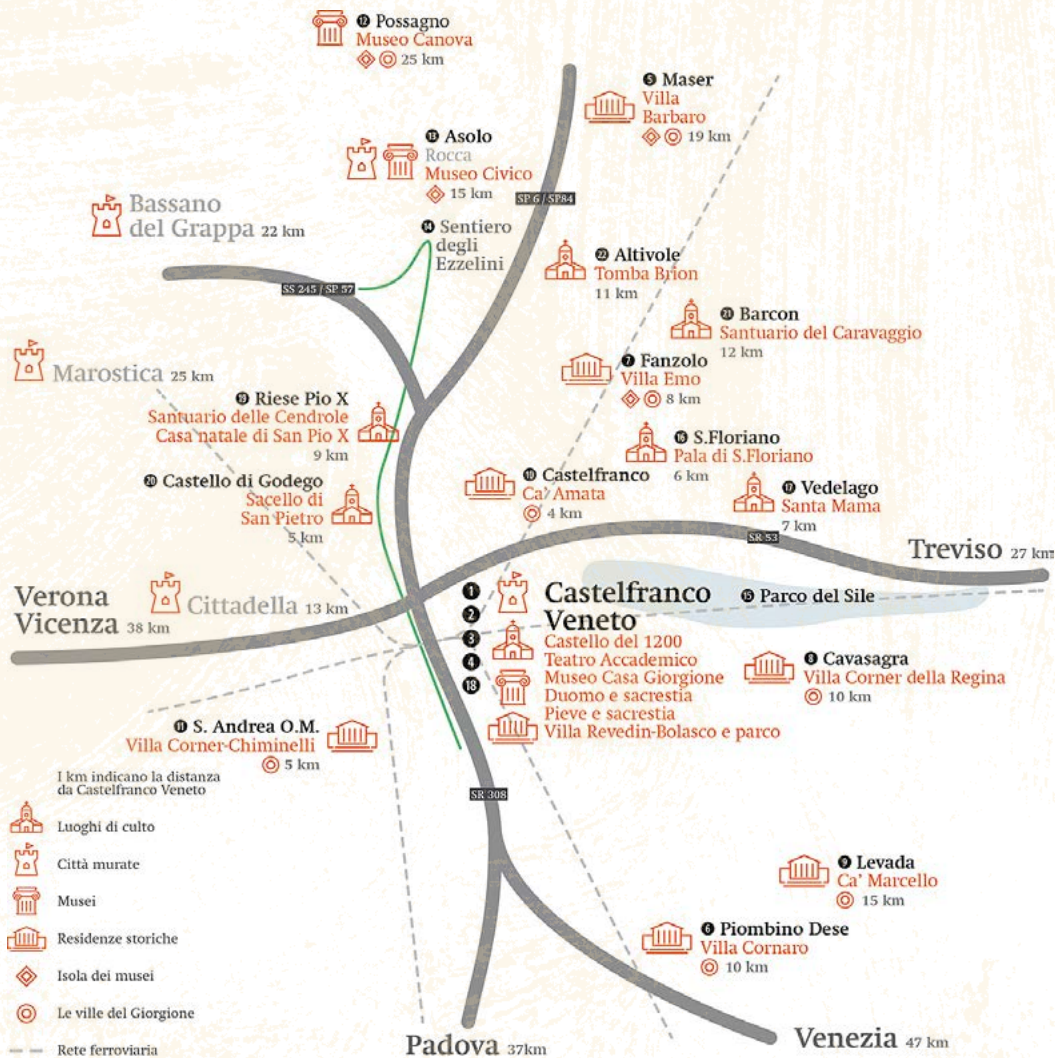 ⓬ Possagno
Museo Canova
25 km
❺ Maser
Villa
Barbaro
19 km
⓭ Asolo
Rocca
Museo Civico
15 km
SP 6 / SP84
Bassano
del Grappa 22 km
⓮ Sentiero
degli
Ezzelini
SS 245 / SP 57
㉒ Altivole
Tomba Brion
11 km
㉑ Barcon
Santuario del Caravaggio
12 km
Marostica 25 km
❼ Fanzolo
Villa Emo
8 km
⓳ Riese Pio X
Santuario delle Cendrole
Casa natale di San Pio X
9 km
⓰ S.Floriano
Pala di S.Floriano
6 km
⓴ Castello di Godego
Sacello di
San Pietro
5 km
❿ Castelfranco
Ca' Amata
4 km
⓱ Vedelago
Santa Mama
7 km
SR 53
Treviso 27 km
Verona
Vicenza 38 km
Cittadella 13 km
⓯ Parco del Sile
❶
❷
❸
❹
⓲
Castelfranco
Veneto
Castello del 1200
Teatro Accademico
Museo Casa Giorgione
Duomo e sacrestia
Pieve e sacrestia
Villa Revedin-Bolasco e parco
❽ Cavasagra
Villa Corner della Regina
10 km
⓫ S. Andrea O.M.
Villa Corner-Chiminelli
5 km
SR 308
❾ Levada
Ca' Marcello
15 km
❻ Piombino Dese
Villa Cornaro
10 km
Padova 37km
Venezia 47 km
I km indicano la distanza
da Castelfranco Veneto
Luoghi di culto
Città murate
Musei
Residenze storiche
Isola dei musei
Le ville del Giorgione
Rete ferroviaria